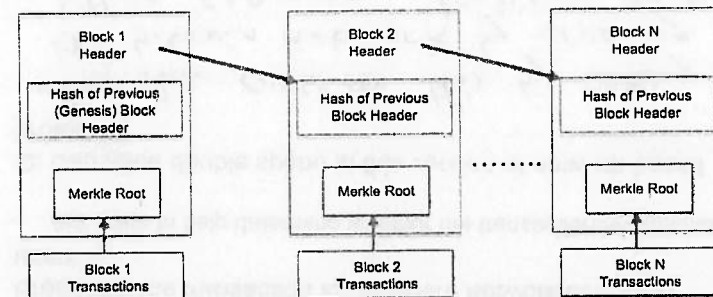 Block 1
Header
Hash of Previous
(Genesis) Block
Header
Merkle Root
Block 1
Transactions
Block 2
Header
Hash of Previous
Block Header
Merkle Root
Block 2
Transactions
Block N
Header
Hash of Previous
Block Header
Merkle Root
Block N
Transactions